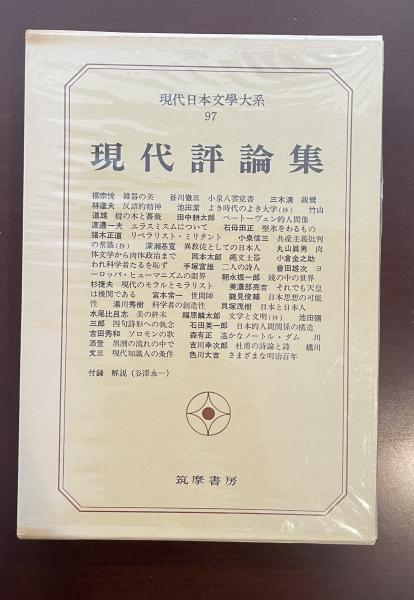 現代日本文學大系
97
現代評論集
柳宗悦 雑器の美 谷川徹三 小泉八雲覚書 三木清 親鸞
林達夫 反語的精神 池田潔 よき時代のよき大学(抄) 竹山
道雄 樅の木と薔薇 田中耕太郎 ベートーヴェン的人間像
渡邊一夫 エラスミスムについて 石母田正 堅氷をわるもの
猪木正道 リベラリスト・ミリタント 小泉信三 共産主義批判
の常識(抄) 深瀬基寛 異教徒としての日本人 丸山眞男 肉
体文学から肉体政治まで 岡本太郎 縄文土器 小倉金之助
われ科学者たるを恥ず 手塚富雄 二人の詩人 豊田雄次 ヨ
ーロッパ・ヒューマニズムの限界 朝永振一郎 鏡の中の世界
杉捷夫 現代のモラルとモラリスト 美濃部亮吉 それでも天皇
は機関である 宮本常一 世間師 鶴見俊輔 日本思想の可能
性 湯川秀樹 科学者の創造性 貝塚茂樹 日本と日本人
水尾比呂志 美の終末 福原麟太郎 文学と文明(抄) 池田彌
三郎 四句詩形への執念 石田英一郎 日本的人間関係の構造
吉田秀和 ソロモンの歌 森有正 遙かなノートル・ダム 川
添登 黒潮の流れの中で 吉川幸次郎 杜甫の詩論と詩 橋川
文三 現代知識人の条件 色川大吉 さまざまな明治百年
付録 解説(谷澤永一)
筑摩書房